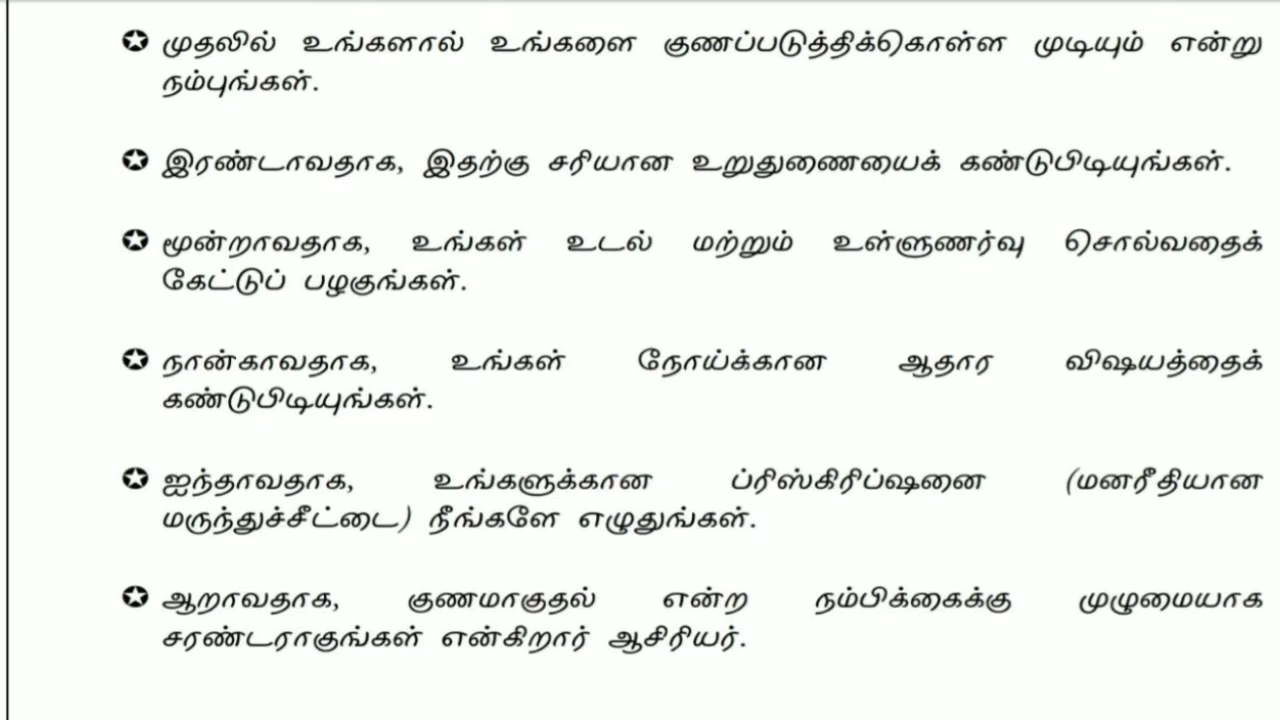 ✪ முதலில் உங்களால் உங்களை குணப்படுத்திக்கொள்ள முடியும் என்று
நம்புங்கள்.
✪ இரண்டாவதாக, இதற்கு சரியான உறுதுணையைக் கண்டுபிடியுங்கள்.
✪ மூன்றாவதாக, உங்கள் உடல் மற்றும் உள்ளுணர்வு சொல்வதைக்
கேட்டுப் பழகுங்கள்.
✪ நான்காவதாக, உங்கள் நோய்க்கான ஆதார விஷயத்தைக்
கண்டுபிடியுங்கள்.
✪ ஐந்தாவதாக, உங்களுக்கான ப்ரிஸ்கிரிப்ஷனை (மனரீதியான
மருந்துச்சீட்டை) நீங்களே எழுதுங்கள்.
✪ ஆறாவதாக, குணமாகுதல் என்ற நம்பிக்கைக்கு முழுமையாக
சரண்டராகுங்கள் என்கிறார் ஆசிரியர்.